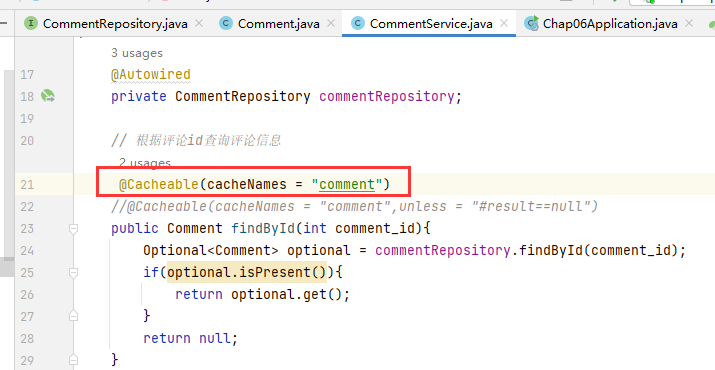 CommentRepository.java Comment.java CommentService.java Chap06Application.java
3 usages
17 @Autowired
18 private CommentRepository commentRepository;
19
20 // 根据评论id查询评论信息
2 usages
21 @Cacheable(cacheNames = "comment")
22 //@Cacheable(cacheNames = "comment",unless = "#result==null")
23 public Comment findById(int comment_id){
24 Optional<Comment> optional = commentRepository.findById(comment_id);
25 if(optional.isPresent()){
26 return optional.get();
27 }
28 return null;
29 }